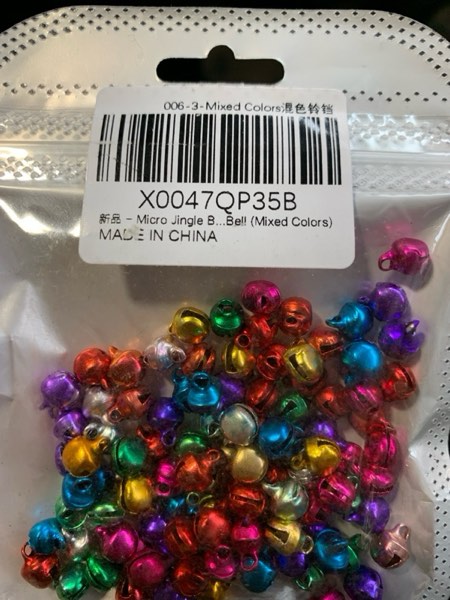 006-3-Mixed Colors混色铃铛
X0047QP35B
新品 - Micro Jingle B...Bell (Mixed Colors)
MADE IN CHINA